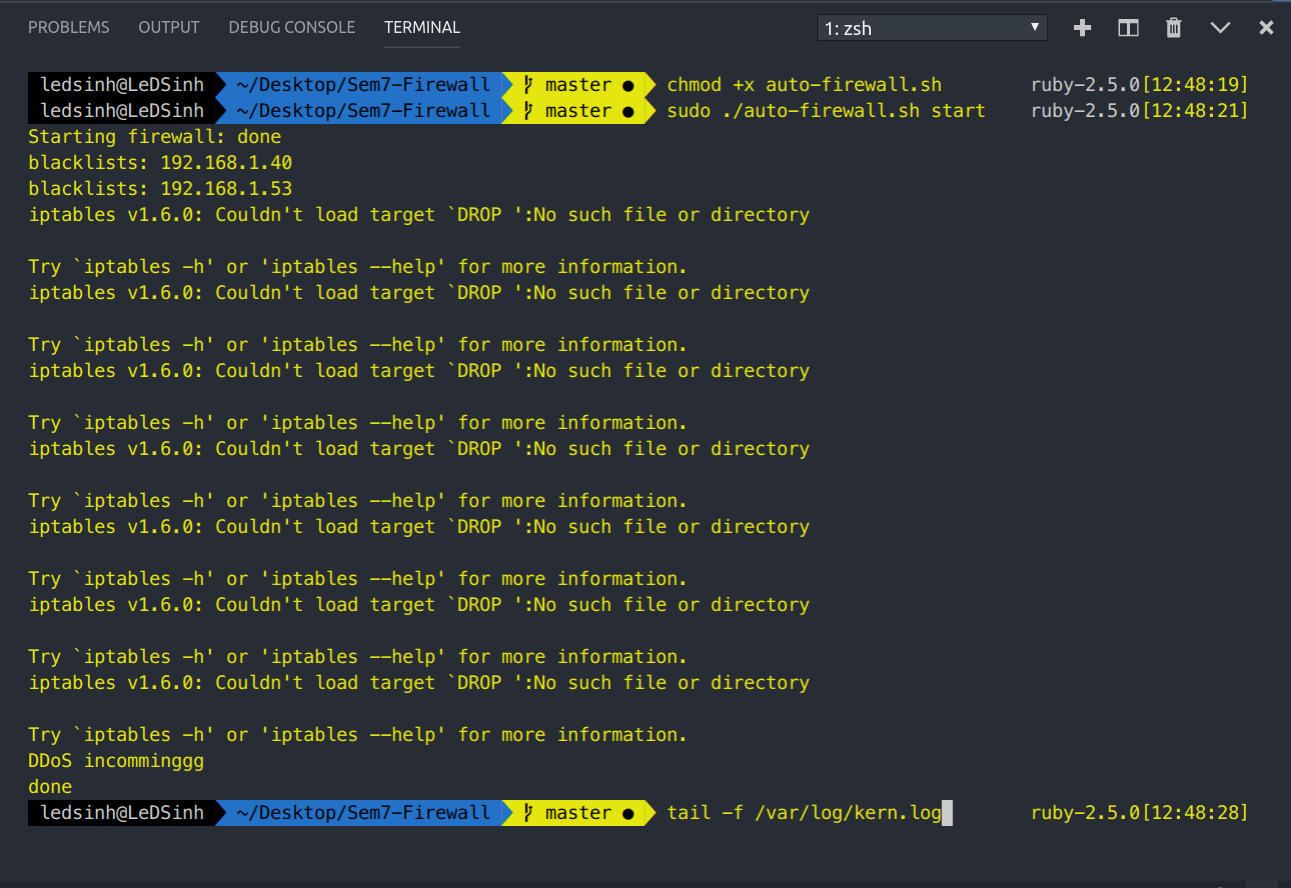 PROBLEMS OUTPUT DEBUG CONSOLE TERMINAL 1: zsh
ledsinh@LeDSinh ~/Desktop/Sem7-Firewall master ● chmod +x auto-firewall.sh ruby-2.5.0[12:48:19]
ledsinh@LeDSinh ~/Desktop/Sem7-Firewall master ● sudo ./auto-firewall.sh start ruby-2.5.0[12:48:21]
Starting firewall: done
blacklists: 192.168.1.40
blacklists: 192.168.1.53
iptables v1.6.0: Couldn't load target `DROP ':No such file or directory
Try `iptables -h' or 'iptables --help' for more information.
iptables v1.6.0: Couldn't load target `DROP ':No such file or directory
Try `iptables -h' or 'iptables --help' for more information.
iptables v1.6.0: Couldn't load target `DROP ':No such file or directory
Try `iptables -h' or 'iptables --help' for more information.
iptables v1.6.0: Couldn't load target `DROP ':No such file or directory
Try `iptables -h' or 'iptables --help' for more information.
iptables v1.6.0: Couldn't load target `DROP ':No such file or directory
Try `iptables -h' or 'iptables --help' for more information.
iptables v1.6.0: Couldn't load target `DROP ':No such file or directory
Try `iptables -h' or 'iptables --help' for more information.
iptables v1.6.0: Couldn't load target `DROP ':No such file or directory
Try `iptables -h' or 'iptables --help' for more information.
DDoS incomminggg
done
ledsinh@LeDSinh ~/Desktop/Sem7-Firewall master ● tail -f /var/log/kern.log ruby-2.5.0[12:48:28]